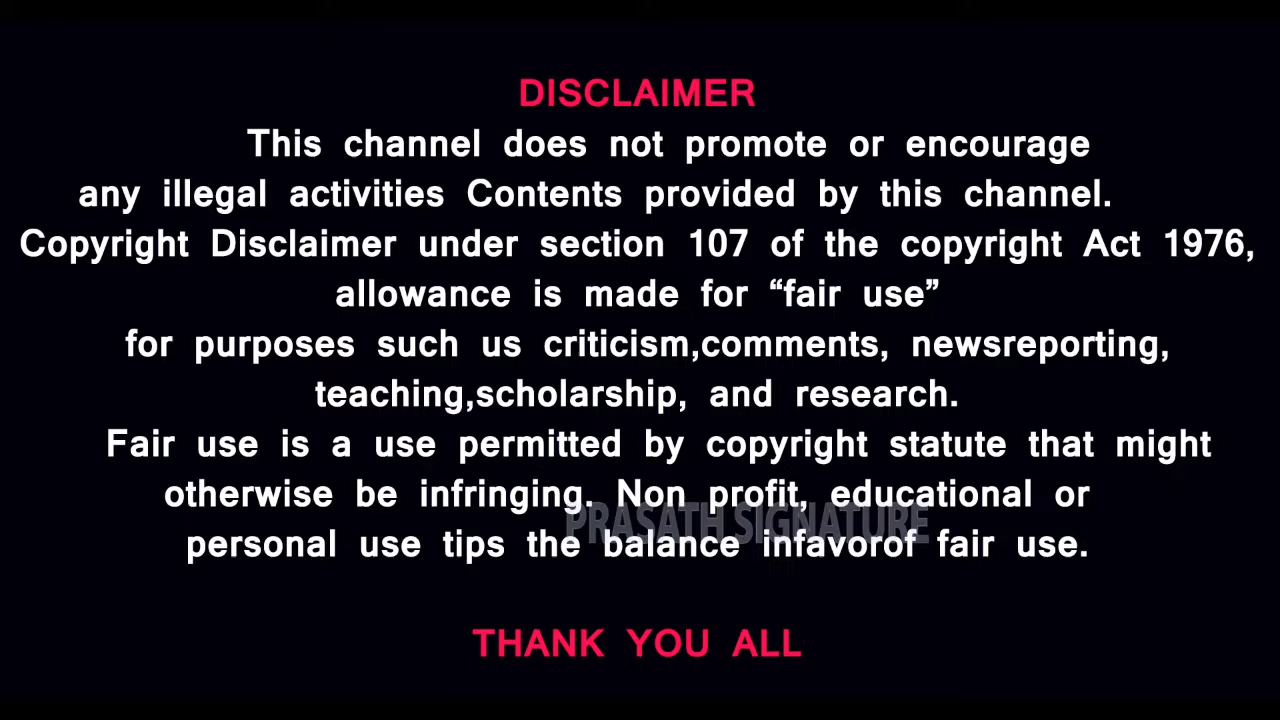 DISCLAIMER
This channel does not promote or encourage
any illegal activities Contents provided by this channel.
Copyright Disclaimer under section 107 of the copyright Act 1976,
allowance is made for “fair use”
for purposes such us criticism,comments, newsreporting,
teaching,scholarship, and research.
Fair use is a use permitted by copyright statute that might
otherwise be infringing. Non profit, educational or
PRASATH SIGNATURE
personal use tips the balance infavorof fair use.
THANK YOU ALL